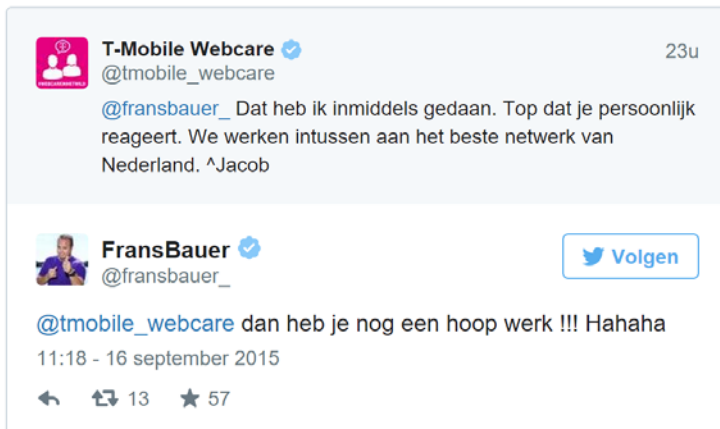 T-Mobile Webcare
23u
@tmobile_webcare
@fransbauer_ Dat heb ik inmiddels gedaan. Top dat je persoonlijk
reageert. We werken intussen aan het beste netwerk van
Nederland. ^Jacob
FransBauer
@fransbauer_
Volgen
@tmobile_webcare dan heb je nog een hoop werk !!! Hahaha
11:18 - 16 september 2015
13 57